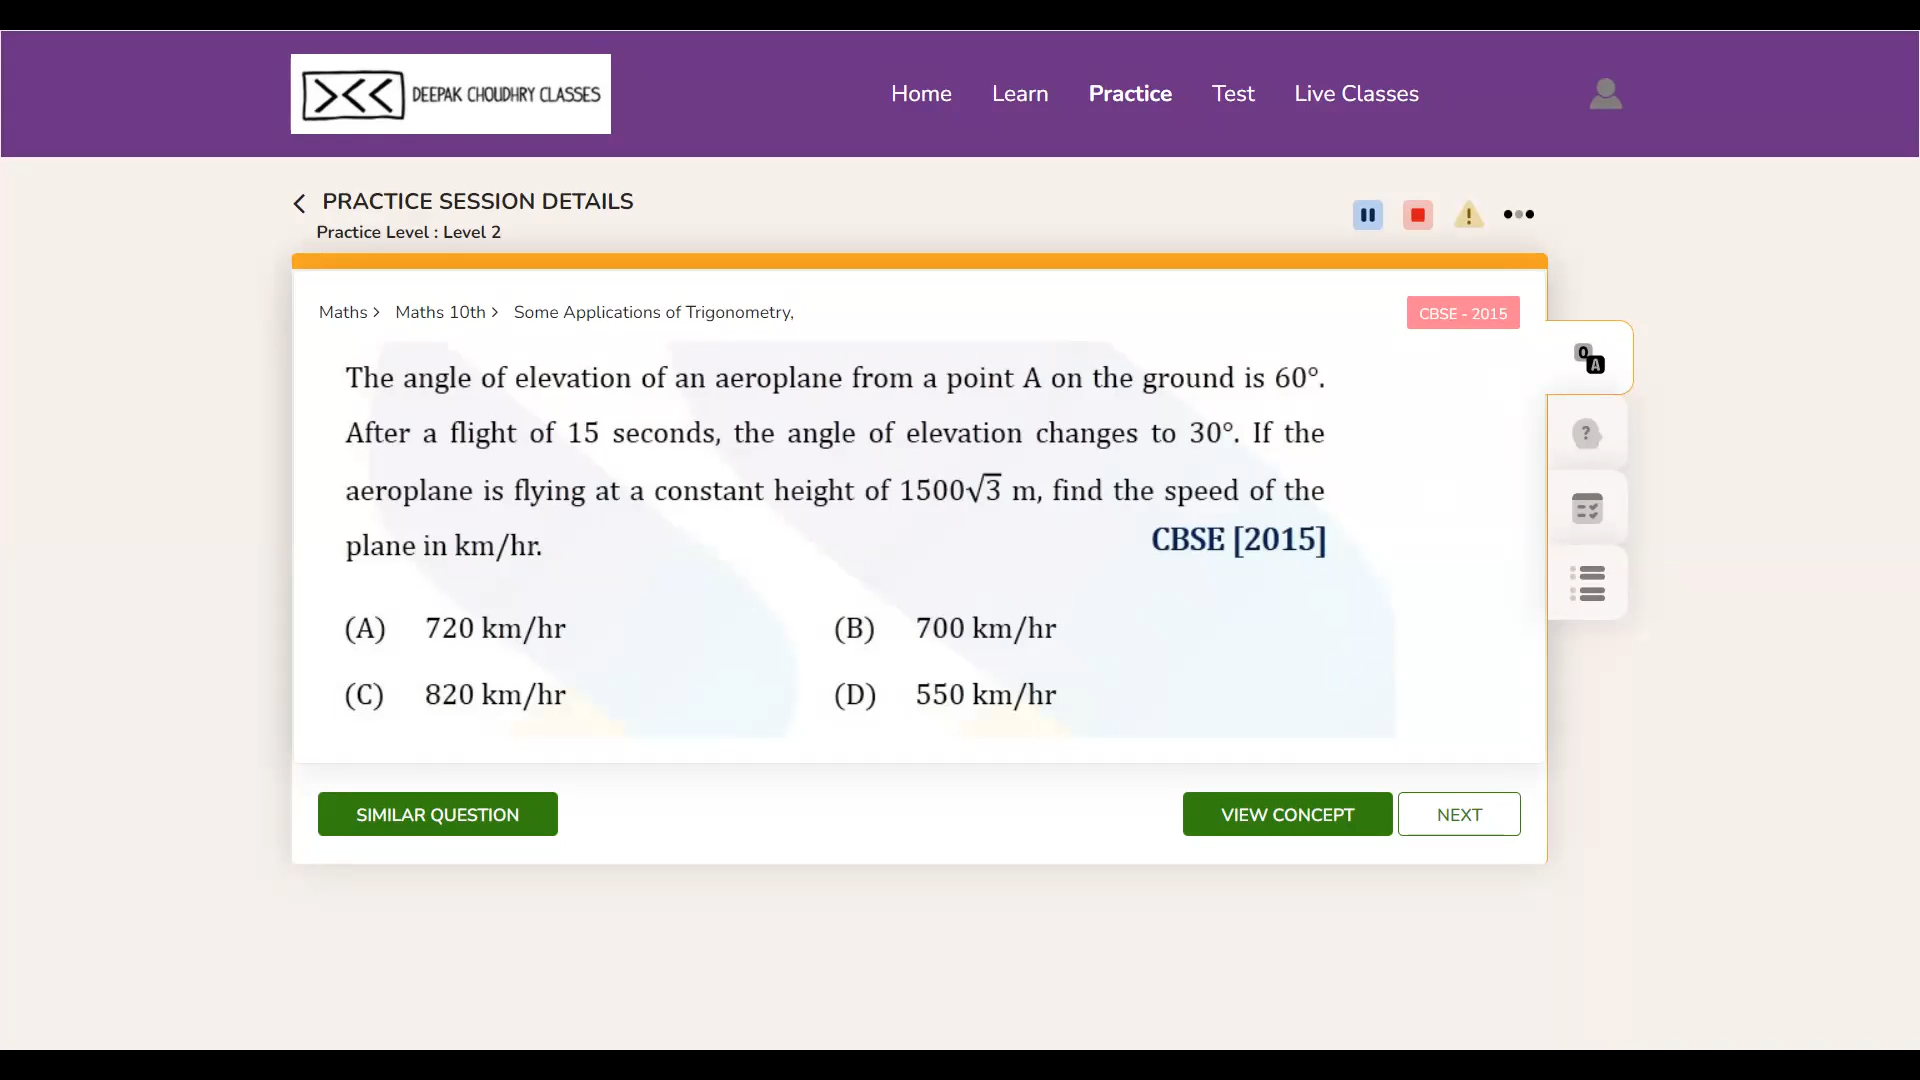 DEEPAK CHOUDHRY CLASSES
Home Learn Practice Test Live Classes
PRACTICE SESSION DETAILS
Practice Level : Level 2
Maths > Maths 10th > Some Applications of Trigonometry,
CBSE - 2015
The angle of elevation of an aeroplane from a point A on the ground is 60°.
After a flight of 15 seconds, the angle of elevation changes to 30°. If the
aeroplane is flying at a constant height of 1500√3 m, find the speed of the
plane in km/hr. CBSE [2015]
(A) 720 km/hr (B) 700 km/hr
(C) 820 km/hr (D) 550 km/hr
SIMILAR QUESTION VIEW CONCEPT NEXT